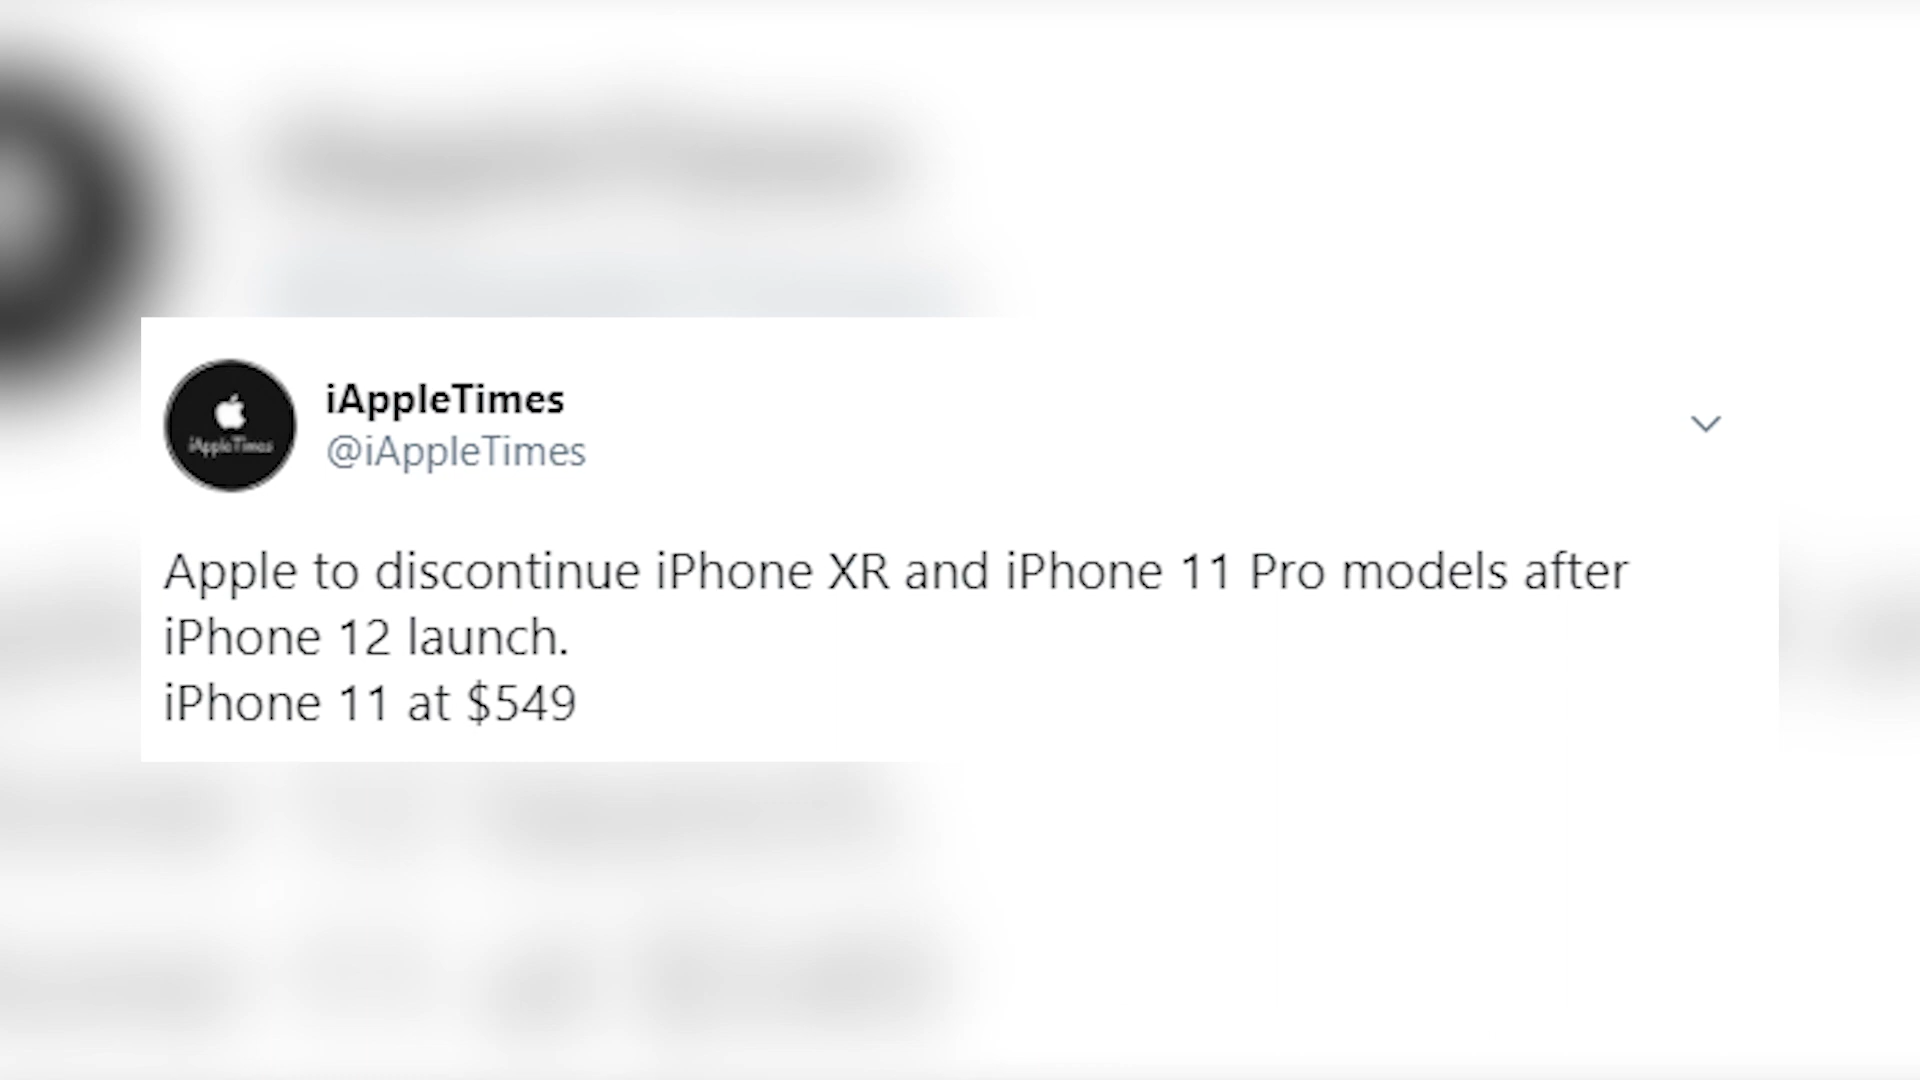 iAppleTimes
iAppleTimes
@iAppleTimes
Apple to discontinue iPhone XR and iPhone 11 Pro models after
iPhone 12 launch.
iPhone 11 at $549